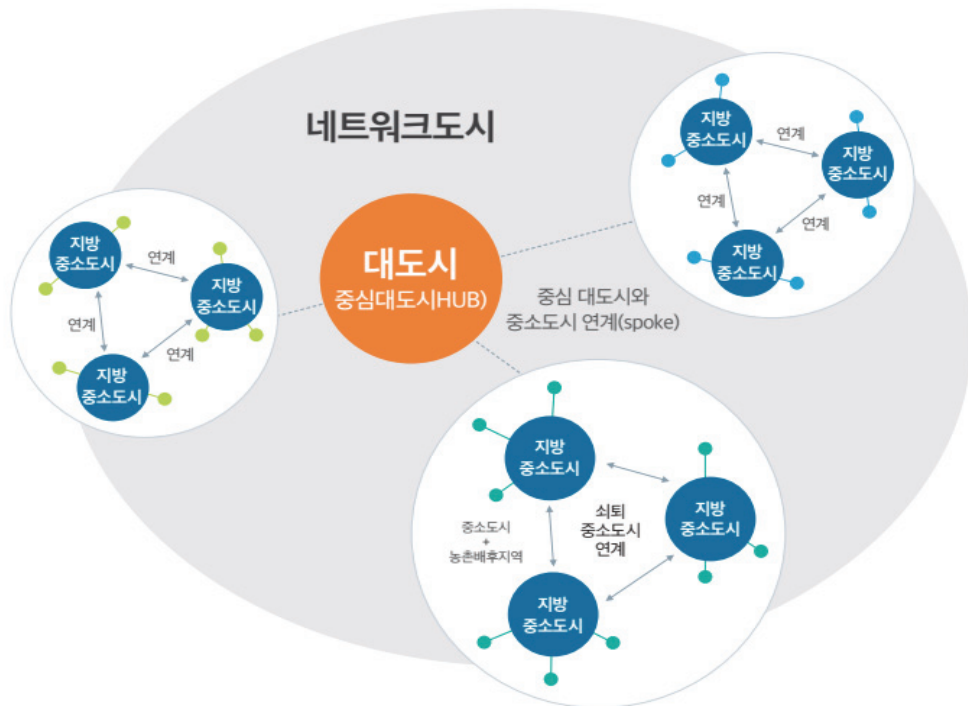 네트워크도시
지방
중소도시
연계
지방
중소도시
연계
연계
지방
중소도시
지방
중소도시
연계
지방
중소도시
연계
연계
지방
중소도시
대도시
중심대도시HUB)
중심 대도시와
중소도시 연계(spoke)
지방
중소도시
지방
중소도시
쇠퇴
중소도시
연계
중소도시
+
농촌배후지역
지방
중소도시